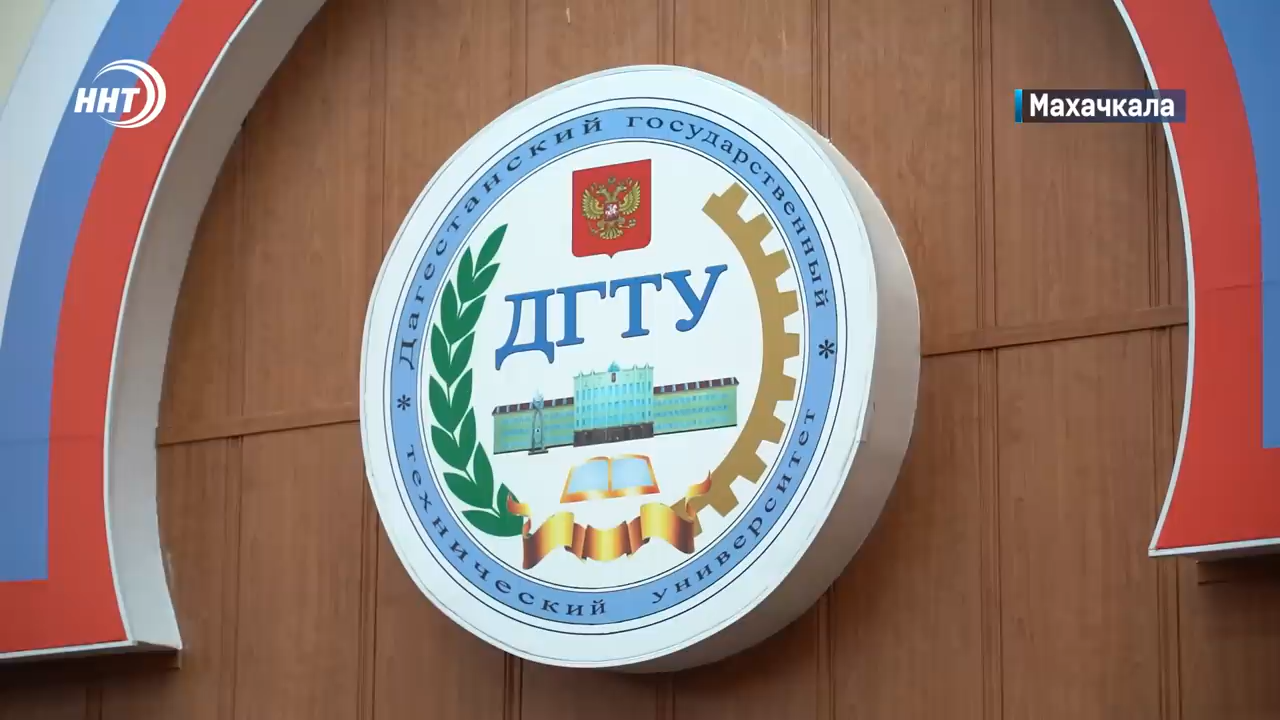 ННТ
Махачкала
Дагестанский государственный
ДГТУ
технический университет